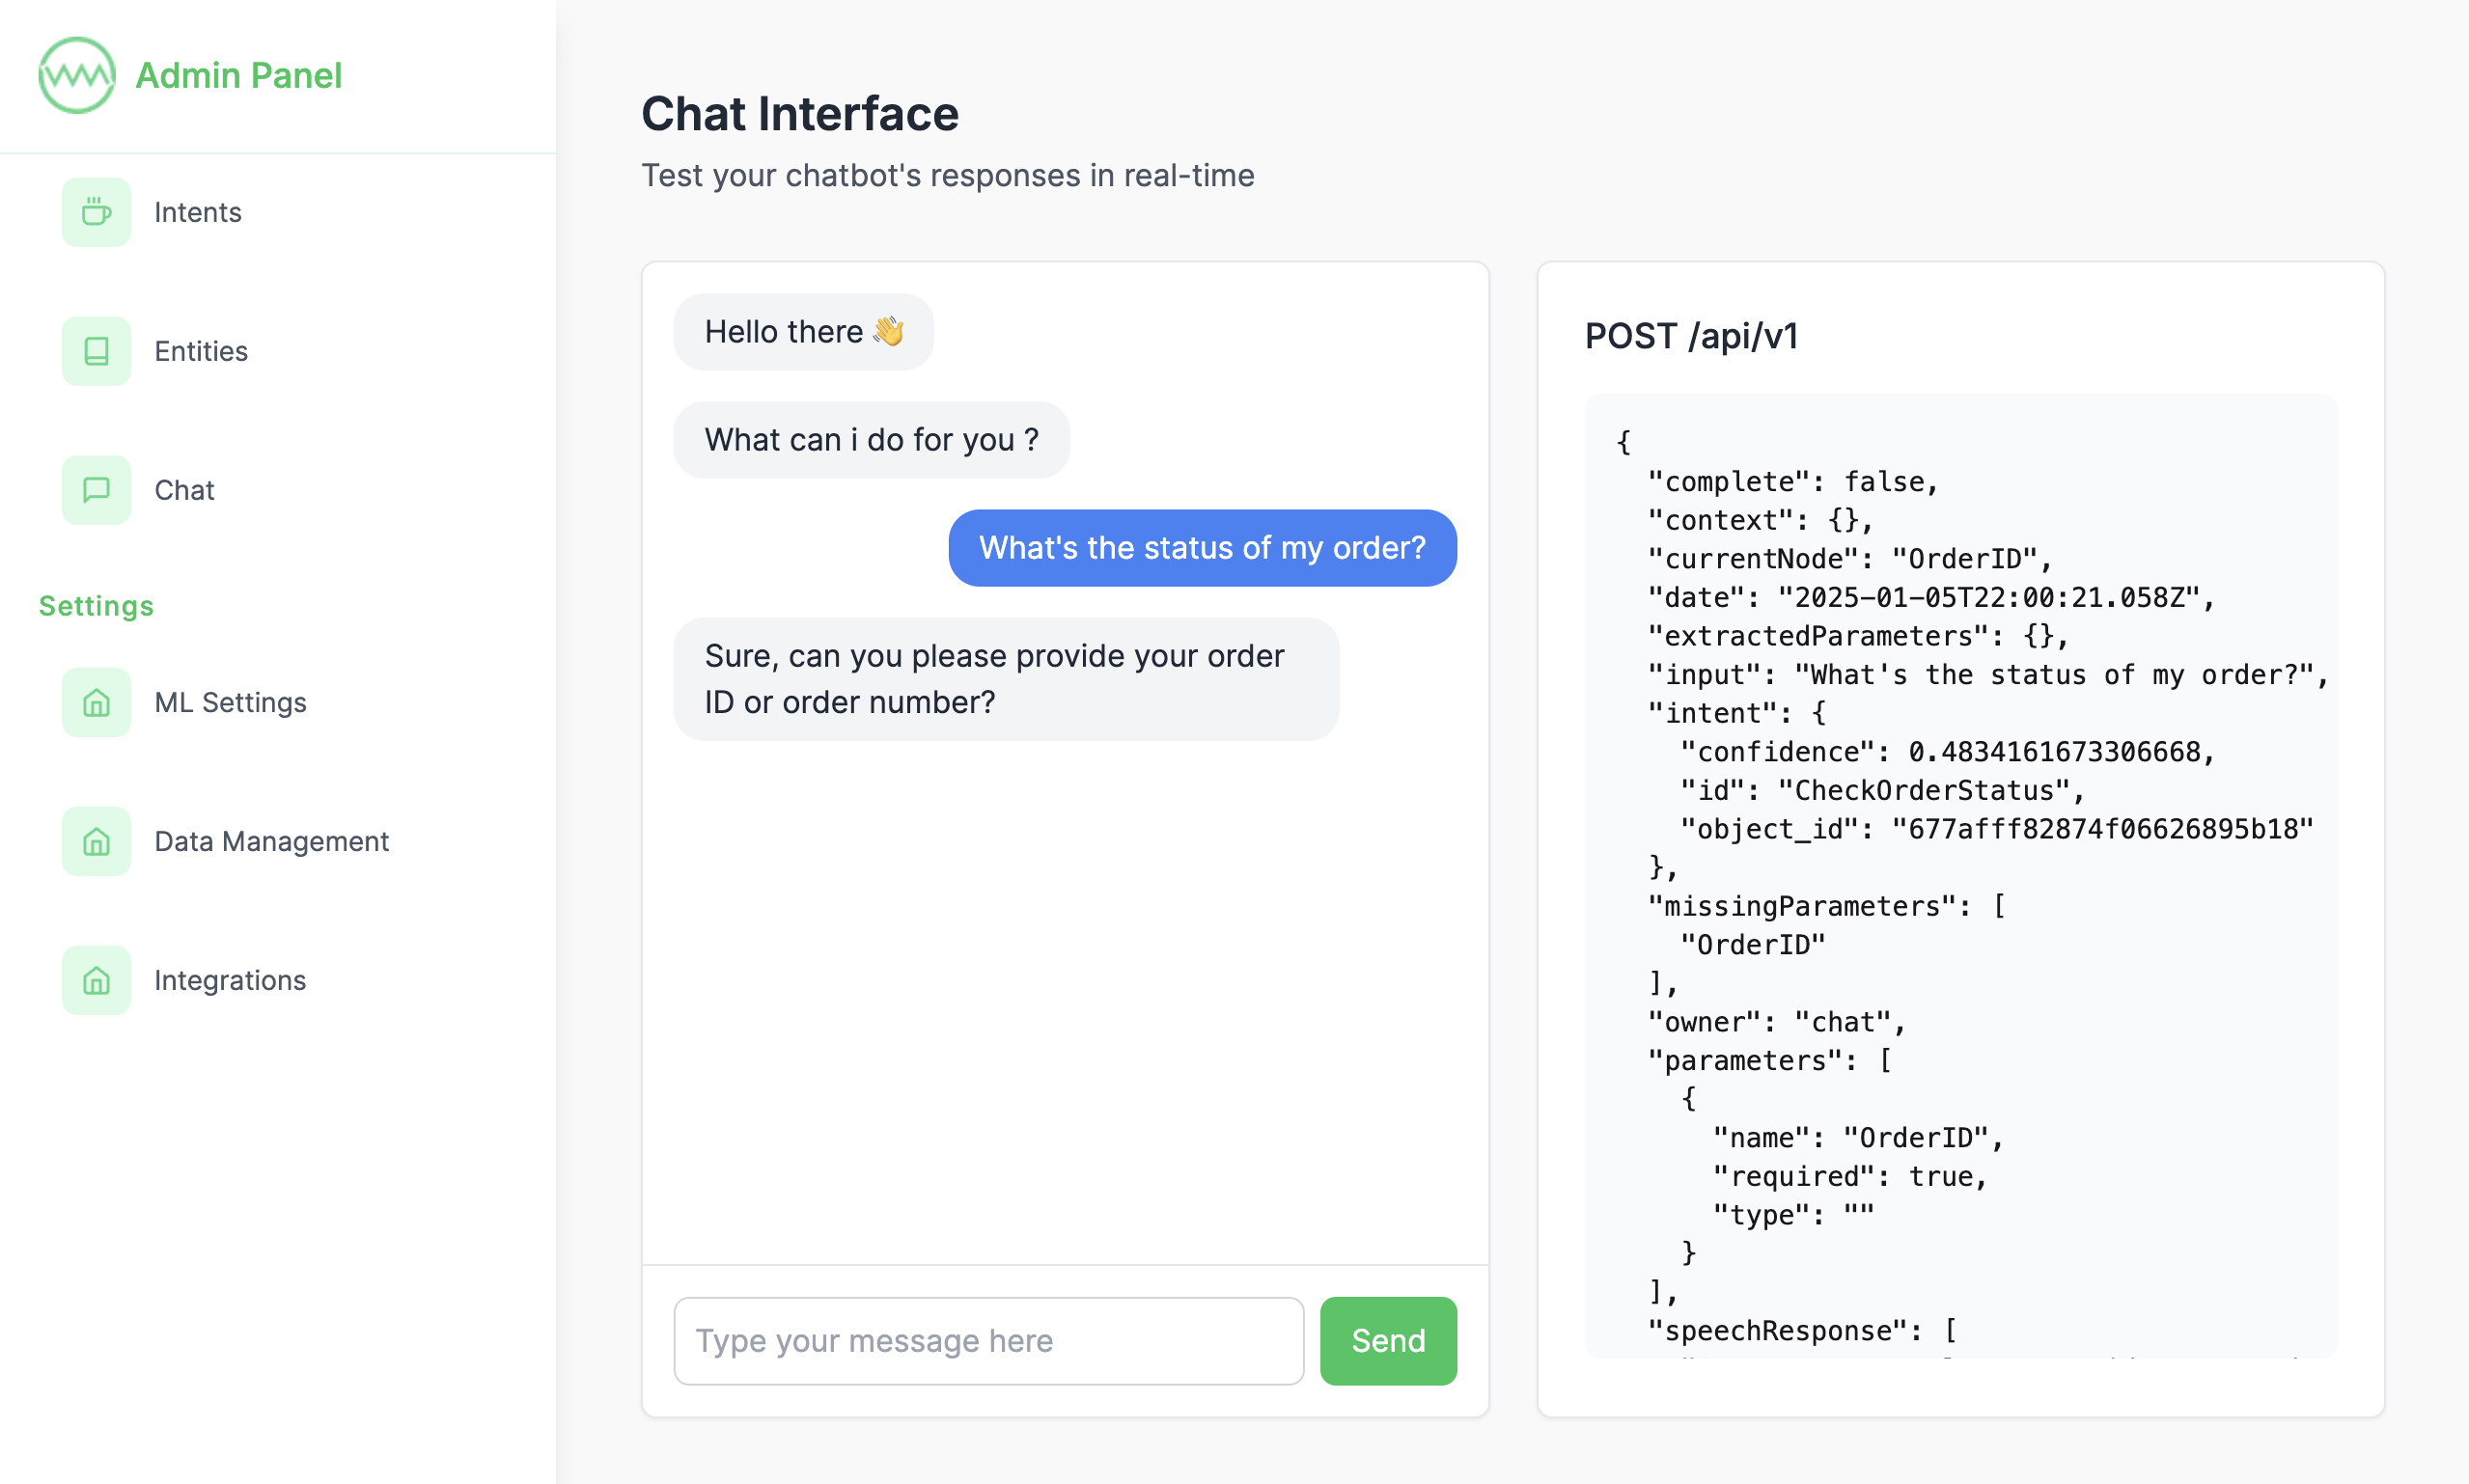 Admin Panel
Intents
Entities
Chat
Settings
ML Settings
Data Management
Integrations
Chat Interface
Test your chatbot's responses in real-time
Hello there 👋
What can i do for you ?
What's the status of my order?
Sure, can you please provide your order
ID or order number?
Type your message here
Send
POST /api/v1
{
  "complete": false,
  "context": {},
  "currentNode": "OrderID",
  "date": "2025-01-05T22:00:21.058Z",
  "extractedParameters": {},
  "input": "What's the status of my order?",
  "intent": {
    "confidence": 0.4834161673306668,
    "id": "CheckOrderStatus",
    "object_id": "677afff82874f06626895b18"
  },
  "missingParameters": [
    "OrderID"
  ],
  "owner": "chat",
  "parameters": [
    {
      "name": "OrderID",
      "required": true,
      "type": ""
    }
  ],
  "speechResponse": [